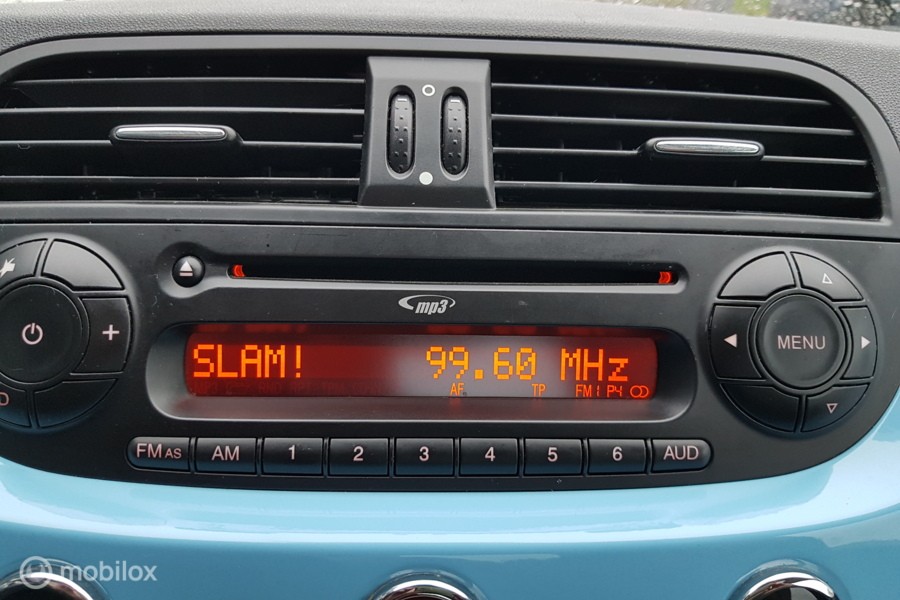 mp3
SLAM! 99.60 MHz
AF TP FM1 P4
MENU
FM AS AM 1 2 3 4 5 6 AUD
mobilox